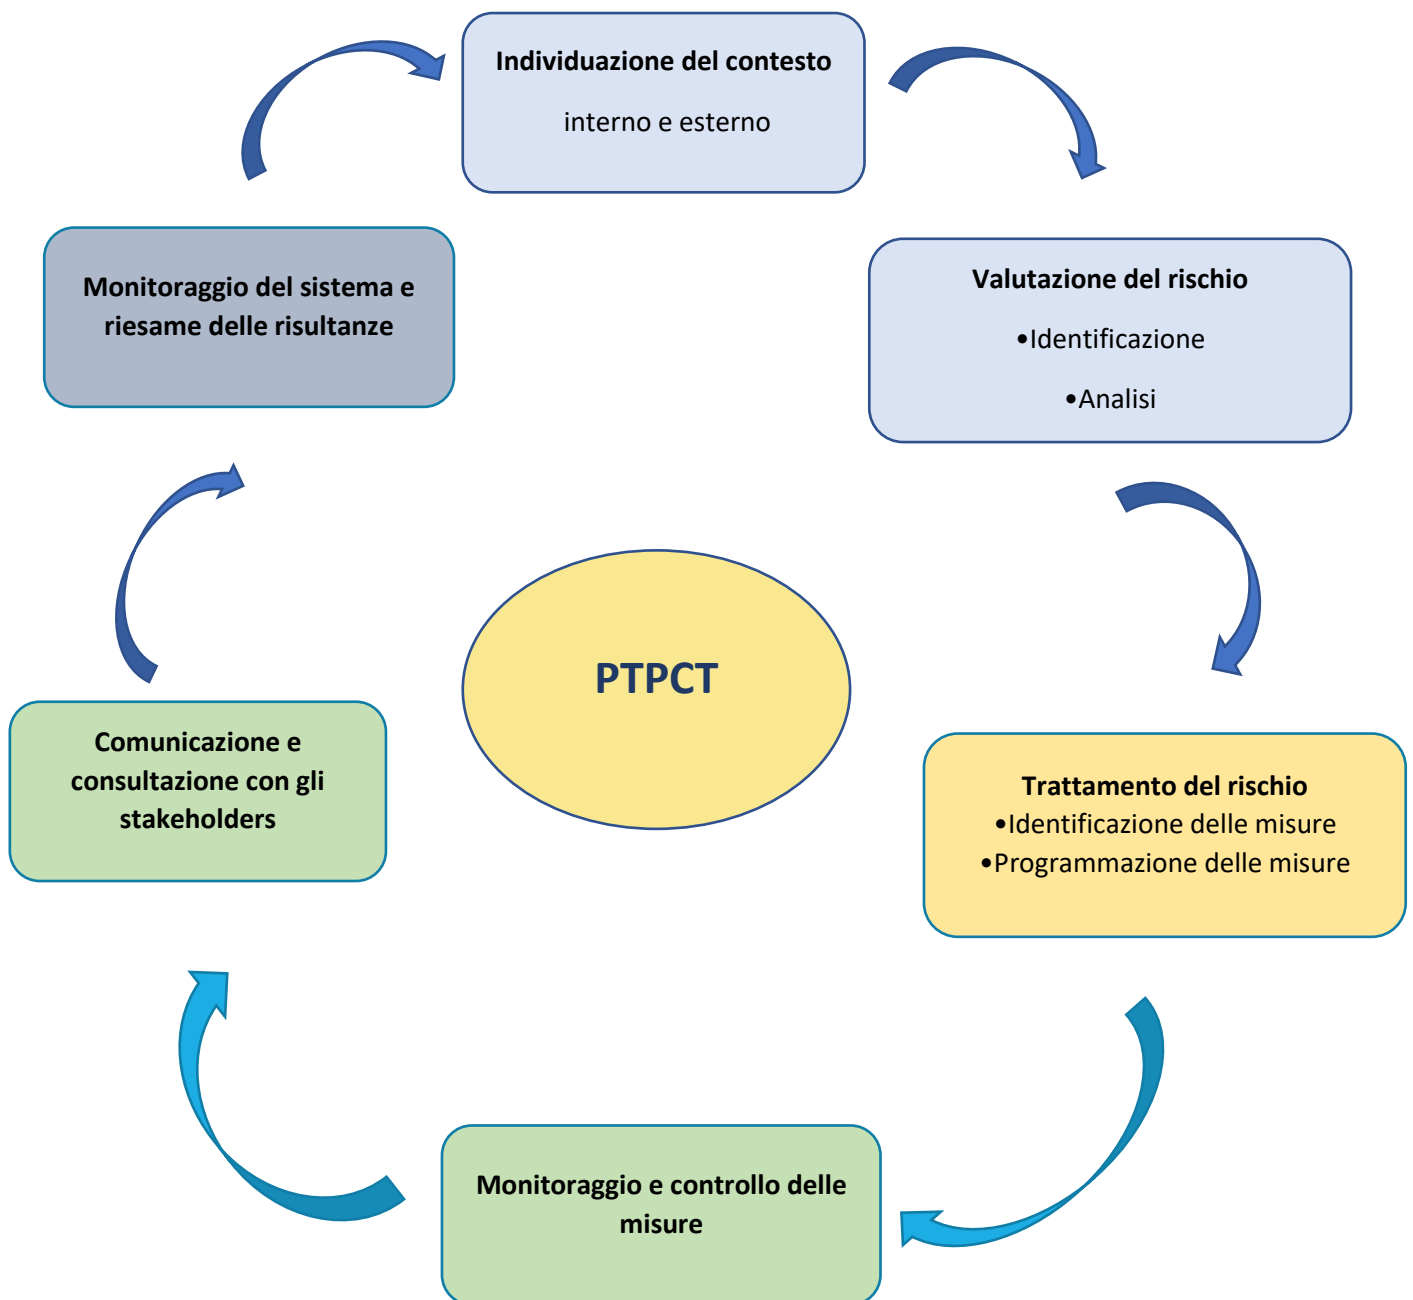 Individuazione del contesto
interno e esterno
Valutazione del rischio
•Identificazione
•Analisi
Trattamento del rischio
•Identificazione delle misure
•Programmazione delle misure
Monitoraggio e controllo delle
misure
Comunicazione e
consultazione con gli
stakeholders
Monitoraggio del sistema e
riesame delle risultanze
PTPCT